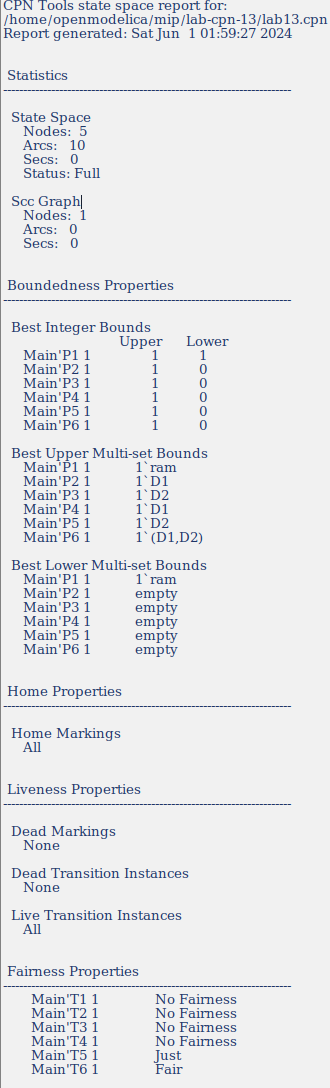 CPN Tools state space report for:
/home/openmodelica/mip/lab-cpn-13/lab13.cpn
Report generated: Sat Jun  1 01:59:27 2024
Statistics
------------------------------------------------------------------------
State Space
Nodes:  5
Arcs:   10
Secs:   0
Status: Full
Scc Graph
Nodes:  1
Arcs:   0
Secs:   0
Boundedness Properties
------------------------------------------------------------------------
Best Integer Bounds
Upper      Lower
Main'P1 1               1          1
Main'P2 1               1          0
Main'P3 1               1          0
Main'P4 1               1          0
Main'P5 1               1          0
Main'P6 1               1          0
Best Upper Multi-set Bounds
Main'P1 1           1`ram
Main'P2 1           1`D1
Main'P3 1           1`D2
Main'P4 1           1`D1
Main'P5 1           1`D2
Main'P6 1           1`(D1,D2)
Best Lower Multi-set Bounds
Main'P1 1           1`ram
Main'P2 1           empty
Main'P3 1           empty
Main'P4 1           empty
Main'P5 1           empty
Main'P6 1           empty
Home Properties
------------------------------------------------------------------------
Home Markings
All
Liveness Properties
------------------------------------------------------------------------
Dead Markings
None
Dead Transition Instances
None
Live Transition Instances
All
Fairness Properties
------------------------------------------------------------------------
Main'T1 1              No Fairness
Main'T2 1              No Fairness
Main'T3 1              No Fairness
Main'T4 1              No Fairness
Main'T5 1              Just
Main'T6 1              Fair